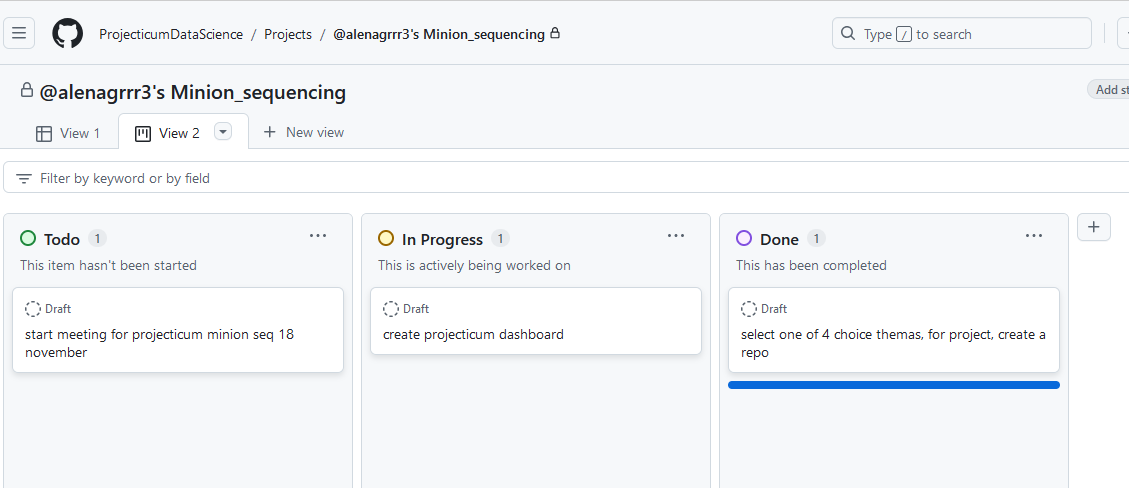 ProjecticumDataScience / Projects / @alenagrrr3's Minion_sequencing
Type / to search
@alenagrrr3's Minion_sequencing
Add st
View 1
View 2
New view
Filter by keyword or by field
Todo 1
This item hasn't been started
Draft
start meeting for projecticum minion seq 18
november
In Progress 1
This is actively being worked on
Draft
create projecticum dashboard
Done 1
This has been completed
Draft
select one of 4 choice themas, for project, create a
repo